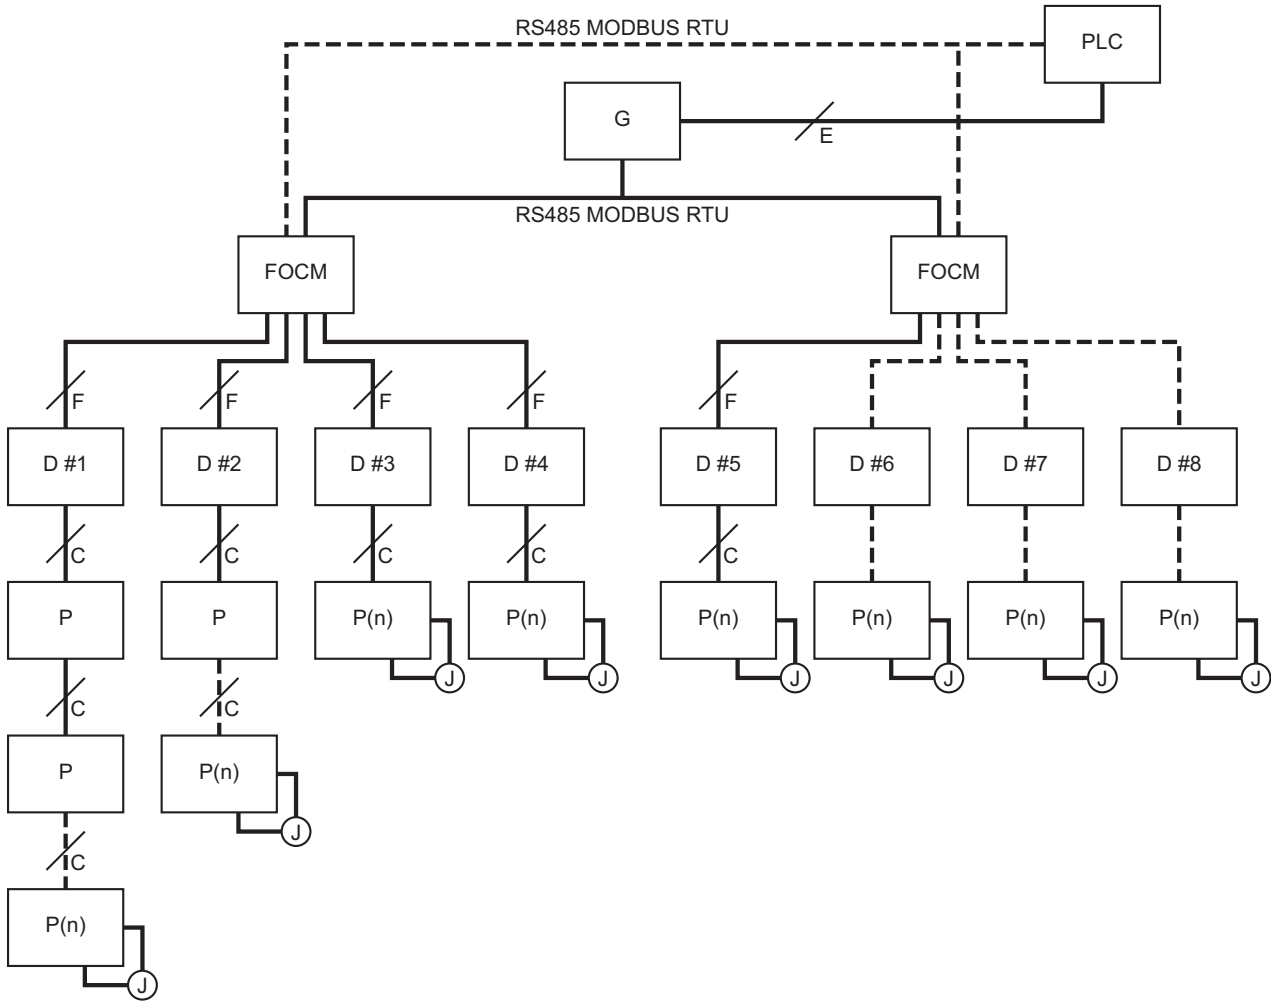 RS485 MODBUS RTU
PLC
G
E
RS485 MODBUS RTU
FOCM
FOCM
F
F
F
F
F
D #1
D #2
D #3
D #4
D #5
D #6
D #7
D #8
C
C
C
C
C
P
P
P(n)
P(n)
P(n)
P(n)
P(n)
P(n)
J
J
J
J
J
J
C
C
P
P(n)
J
C
P(n)
J